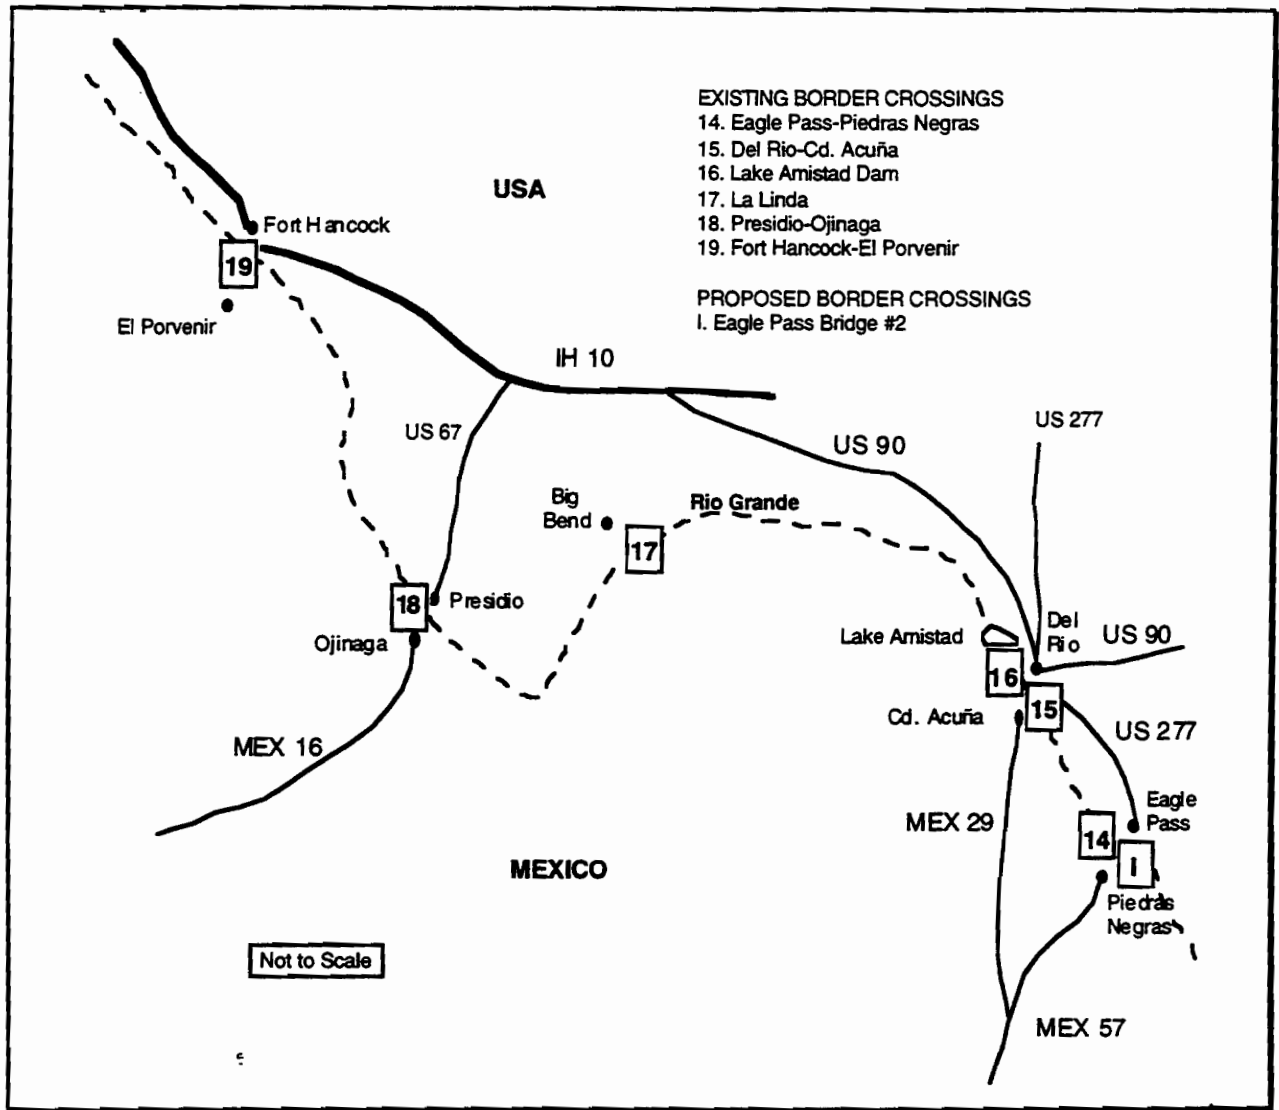 EXISTING BORDER CROSSINGS
14. Eagle Pass-Piedras Negras
15. Del Rio-Cd. Acuña
16. Lake Amistad Dam
17. La Linda
18. Presidio-Ojinaga
19. Fort Hancock-El Porvenir
PROPOSED BORDER CROSSINGS
I. Eagle Pass Bridge #2
USA
Fort Hancock
19
El Porvenir
IH 10
US 67
US 90
US 277
Big
Bend
Rio Grande
17
18
Presidio
Ojinaga
Lake Amistad
Del
Rio
US 90
16
15
Cd. Acuña
US 277
MEX 16
MEX 29
Eagle
Pass
14
I
Piedras
Negras
MEXICO
Not to Scale
MEX 57